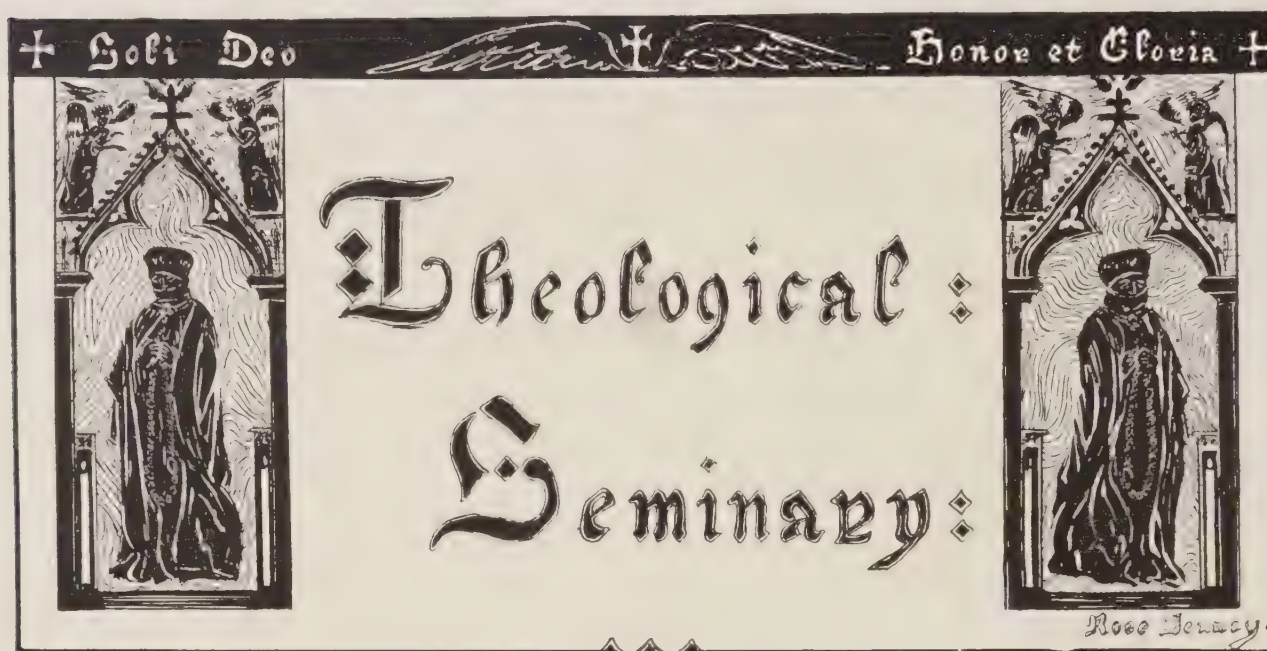 + Soli Deo Honor et Gloria +
Theological :
Seminary: